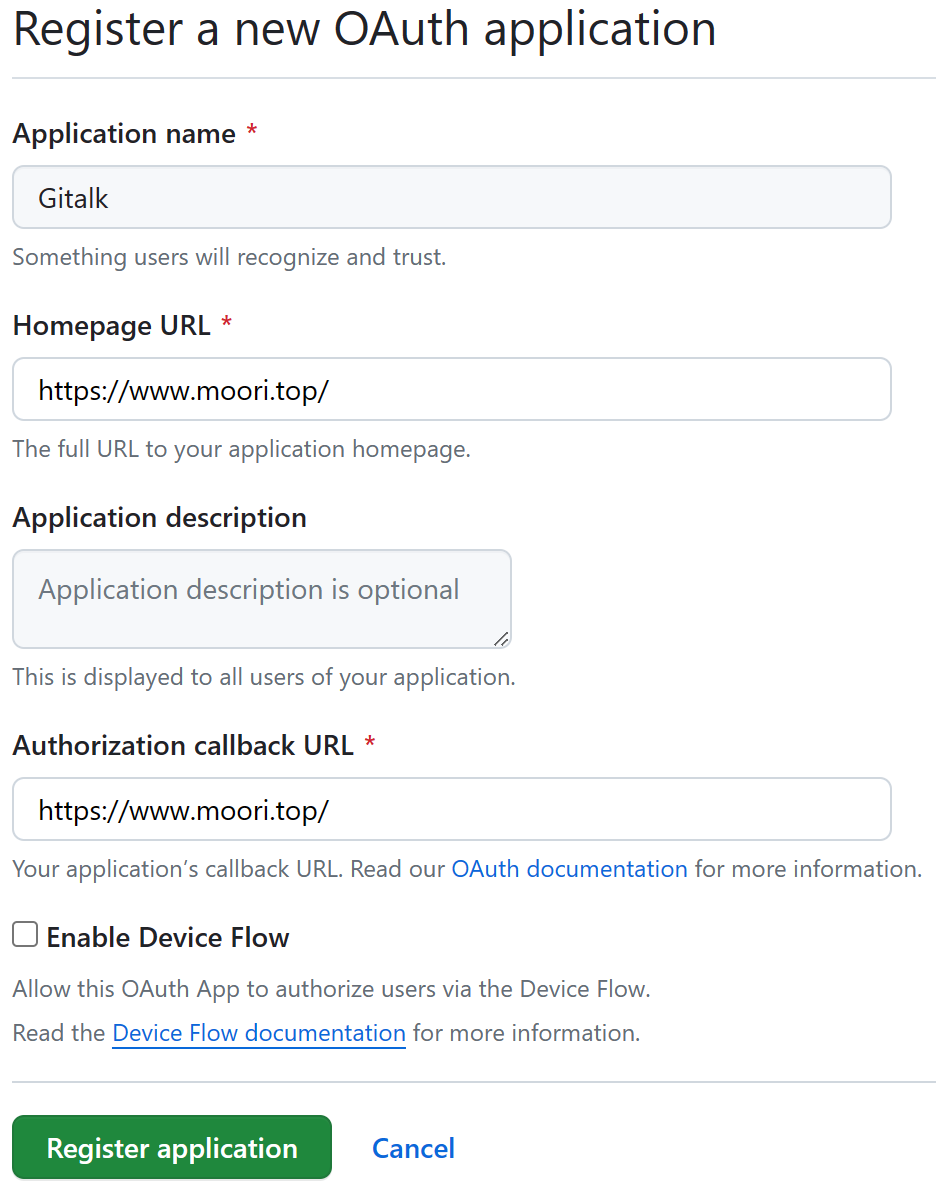 Register a new OAuth application
Application name *
Gitalk
Something users will recognize and trust.
Homepage URL *
https://www.moori.top/
The full URL to your application homepage.
Application description
Application description is optional
This is displayed to all users of your application.
Authorization callback URL *
https://www.moori.top/
Your application’s callback URL. Read our OAuth documentation for more information.
Enable Device Flow
Allow this OAuth App to authorize users via the Device Flow.
Read the Device Flow documentation for more information.
Register application Cancel